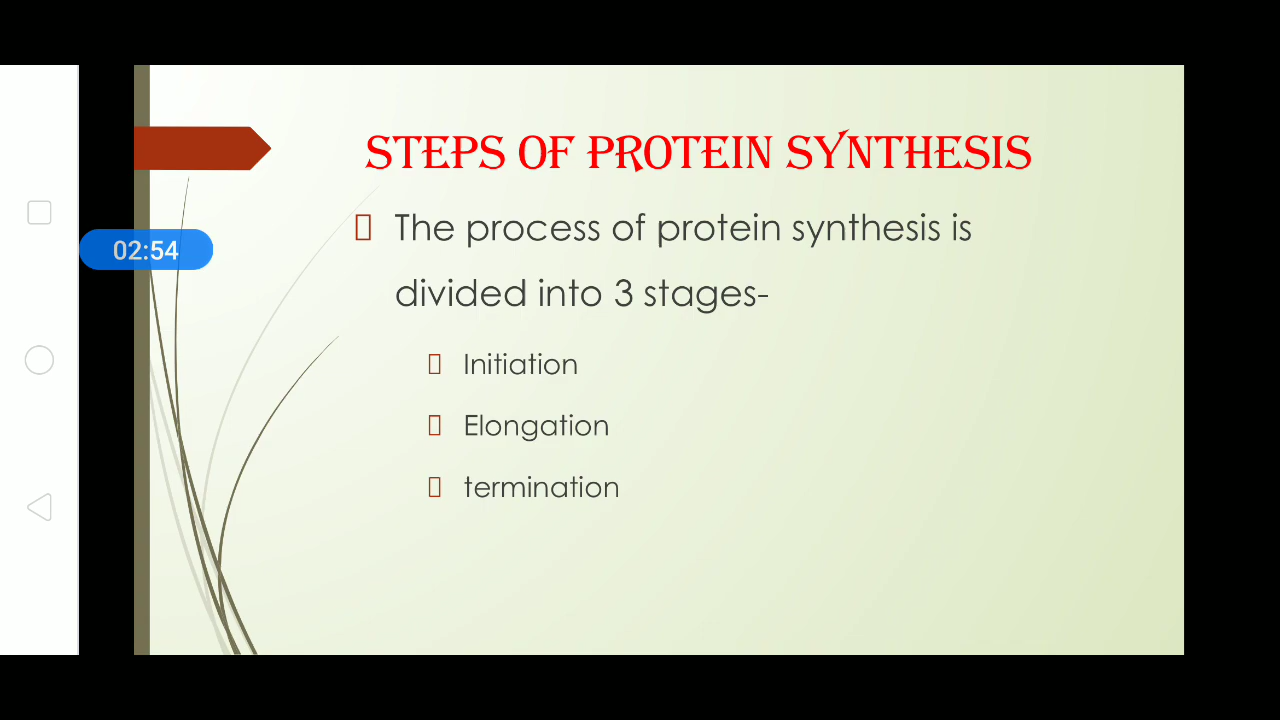 STEPS OF PROTEIN SYNTHESIS
The process of protein synthesis is
02:54
divided into 3 stages-
Initiation
Elongation
termination